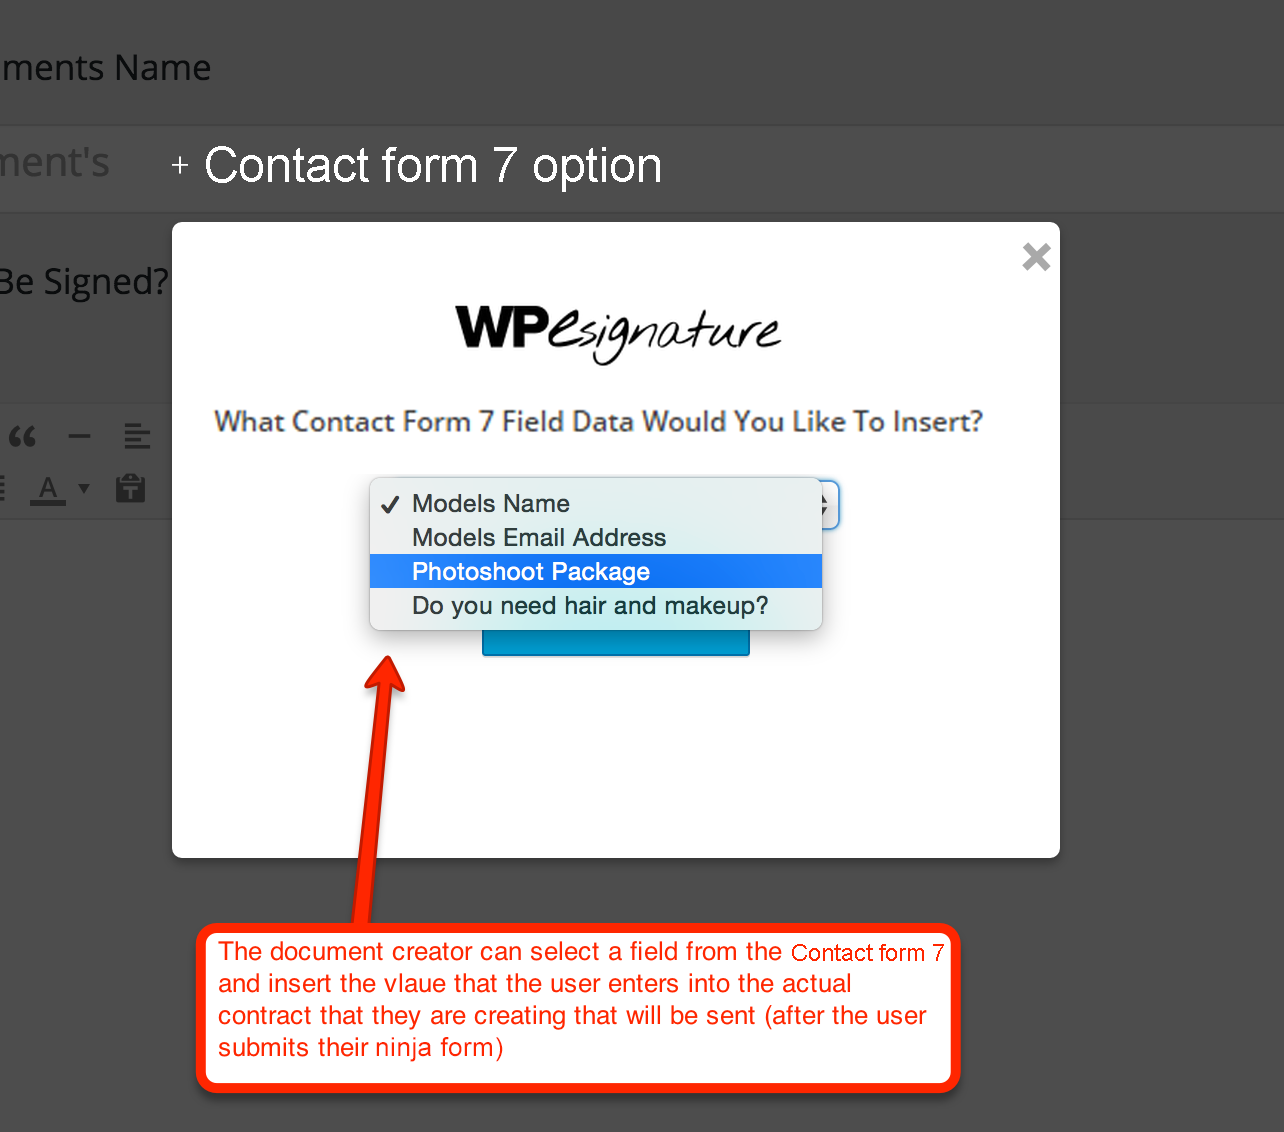 ments Name
ment's
+ Contact form 7 option
Be Signed?
WPesignature
What Contact Form 7 Field Data Would You Like To Insert?
✓ Models Name
Models Email Address
Photoshoot Package
Do you need hair and makeup?
A
T
The document creator can select a field from the Contact form 7
and insert the vlaue that the user enters into the actual
contract that they are creating that will be sent (after the user
submits their ninja form)